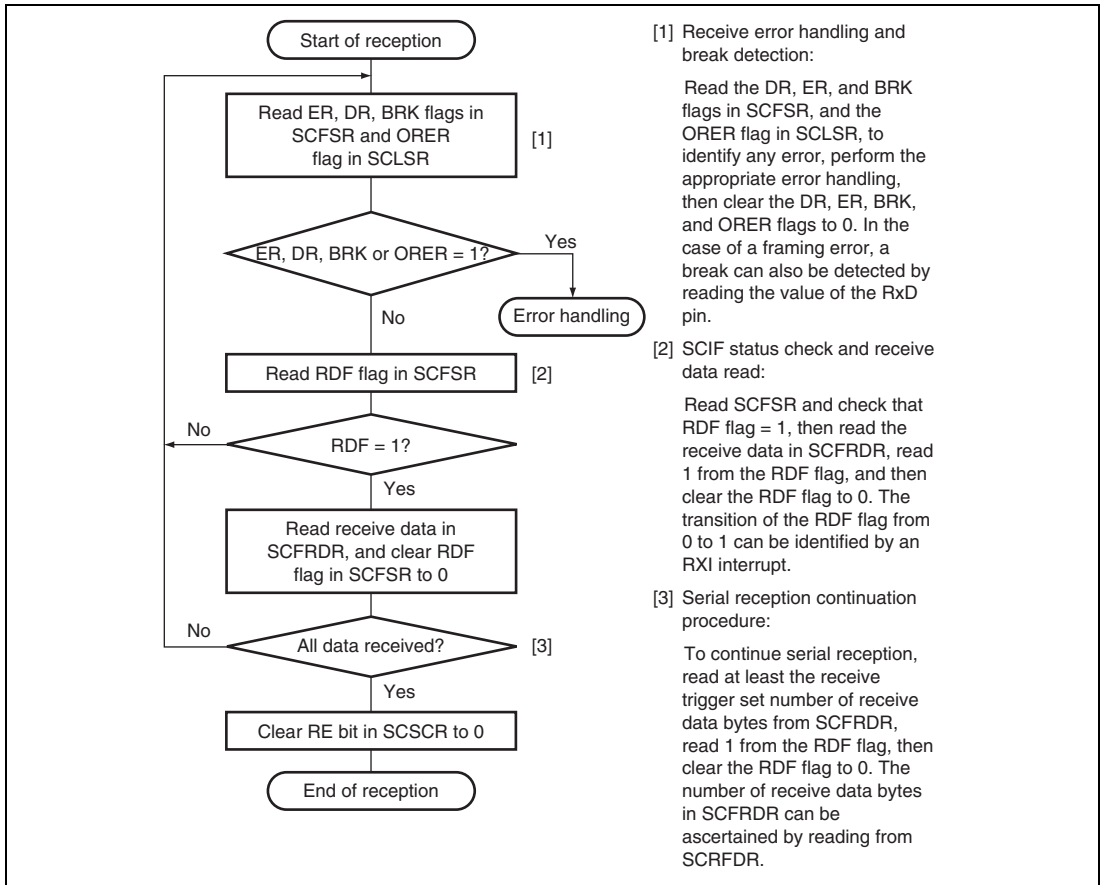 Start of reception
Read ER, DR, BRK flags in
SCFSR and ORER
flag in SCLSR
[1]
ER, DR, BRK or ORER = 1?
Yes
No
Error handling
Read RDF flag in SCFSR
[2]
No
RDF = 1?
Yes
Read receive data in
SCFRDR, and clear RDF
flag in SCFSR to 0
No
All data received?
[3]
Yes
Clear RE bit in SCSCR to 0
End of reception
[1] Receive error handling and
break detection:
Read the DR, ER, and BRK
flags in SCFSR, and the
ORER flag in SCLSR, to
identify any error, perform the
appropriate error handling,
then clear the DR, ER, BRK,
and ORER flags to 0. In the
case of a framing error, a
break can also be detected by
reading the value of the RxD
pin.
[2] SCIF status check and receive
data read:
Read SCFSR and check that
RDF flag = 1, then read the
receive data in SCFRDR, read
1 from the RDF flag, and then
clear the RDF flag to 0. The
transition of the RDF flag from
0 to 1 can be identified by an
RXI interrupt.
[3] Serial reception continuation
procedure:
To continue serial reception,
read at least the receive
trigger set number of receive
data bytes from SCFRDR,
read 1 from the RDF flag, then
clear the RDF flag to 0. The
number of receive data bytes
in SCFRDR can be
ascertained by reading from
SCRFDR.